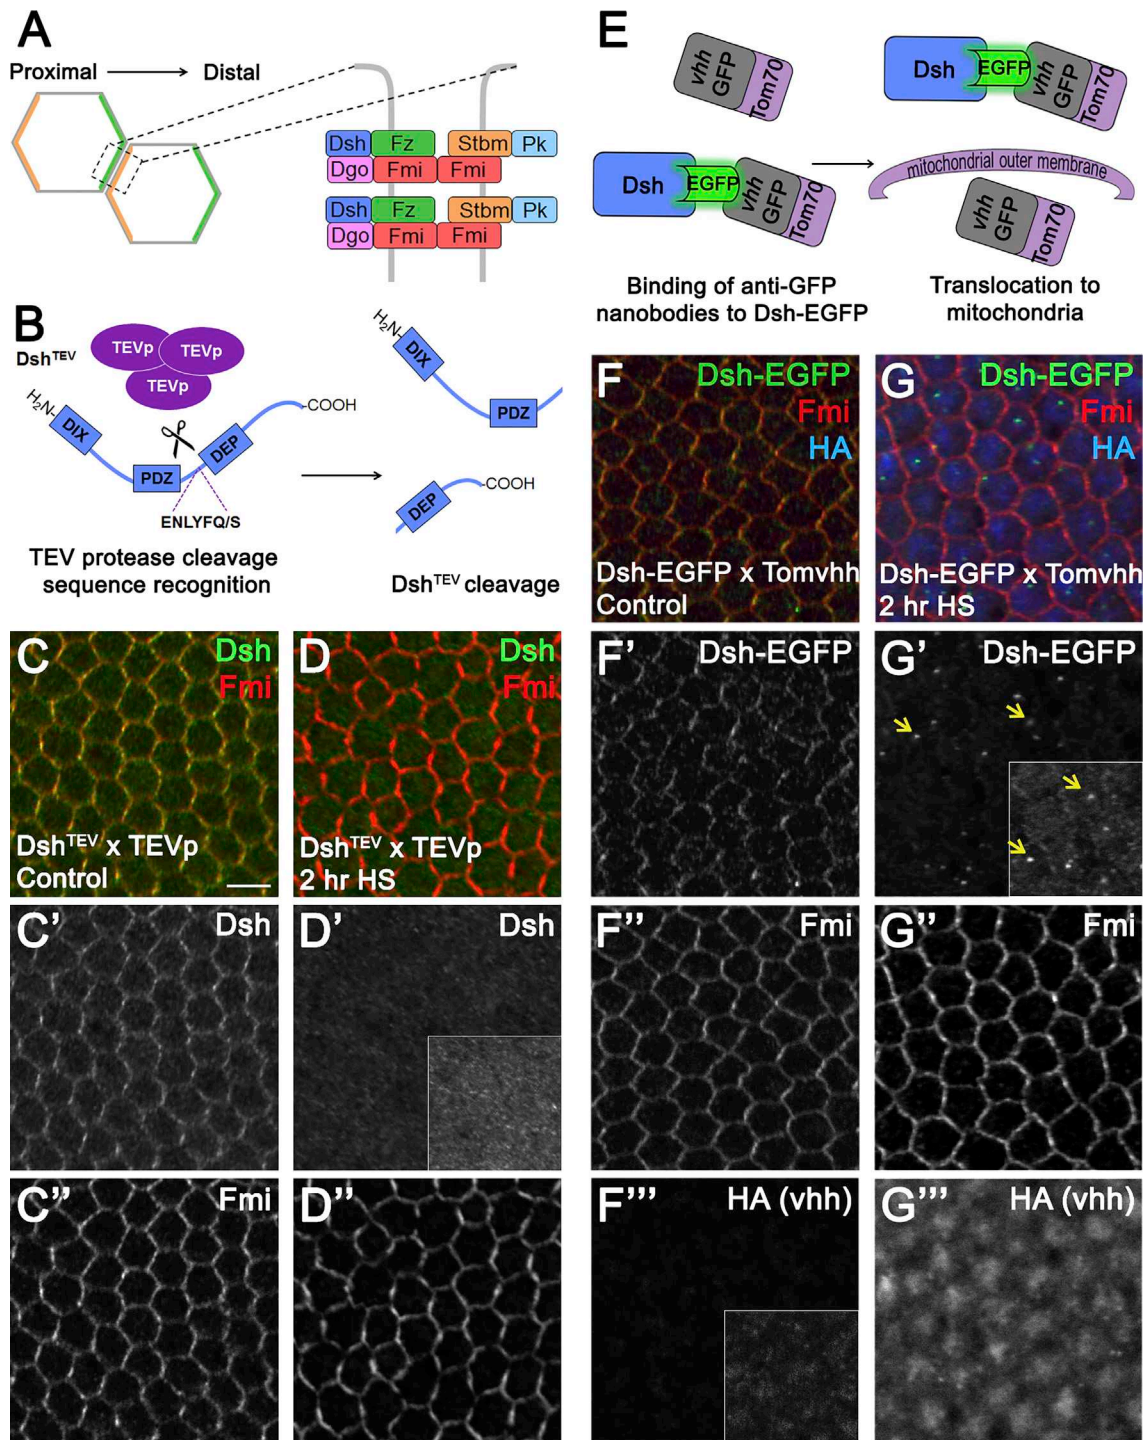 A
Proximal
Distal
Dsh
Fz
Stbm
Pk
Dgo
Fmi
Fmi
Dsh
Fz
Stbm
Pk
Dgo
Fmi
Fmi
B
DshTEV
TEVp
TEVp
TEVp
H2N-
DIX
PDZ
DEP
-COOH
ENLYFQ/S
TEV protease cleavage
sequence recognition
H2N-
DIX
PDZ
DEP
-COOH
DshTEV cleavage
C
Dsh
Fmi
DshTEV x TEVp
Control
D
Dsh
Fmi
DshTEV x TEVp
2 hr HS
C’
Dsh
D’
Dsh
C’’
Fmi
D’’
E
vhh
GFP
Tom70
Dsh
EGFP
vhh
GFP
Tom70
Binding of anti-GFP
nanobodies to Dsh-EGFP
Dsh
EGFP
vhh
GFP
Tom70
mitochondrial outer membrane
vhh
GFP
Tom70
Translocation to
mitochondria
F
Dsh-EGFP
Fmi
HA
Dsh-EGFP x Tomvhh
Control
G
Dsh-EGFP
Fmi
HA
Dsh-EGFP x Tomvhh
2 hr HS
F’
Dsh-EGFP
G’
Dsh-EGFP
F’’
Fmi
G’’
Fmi
F’’’
HA (vhh)
G’’’
HA (vhh)